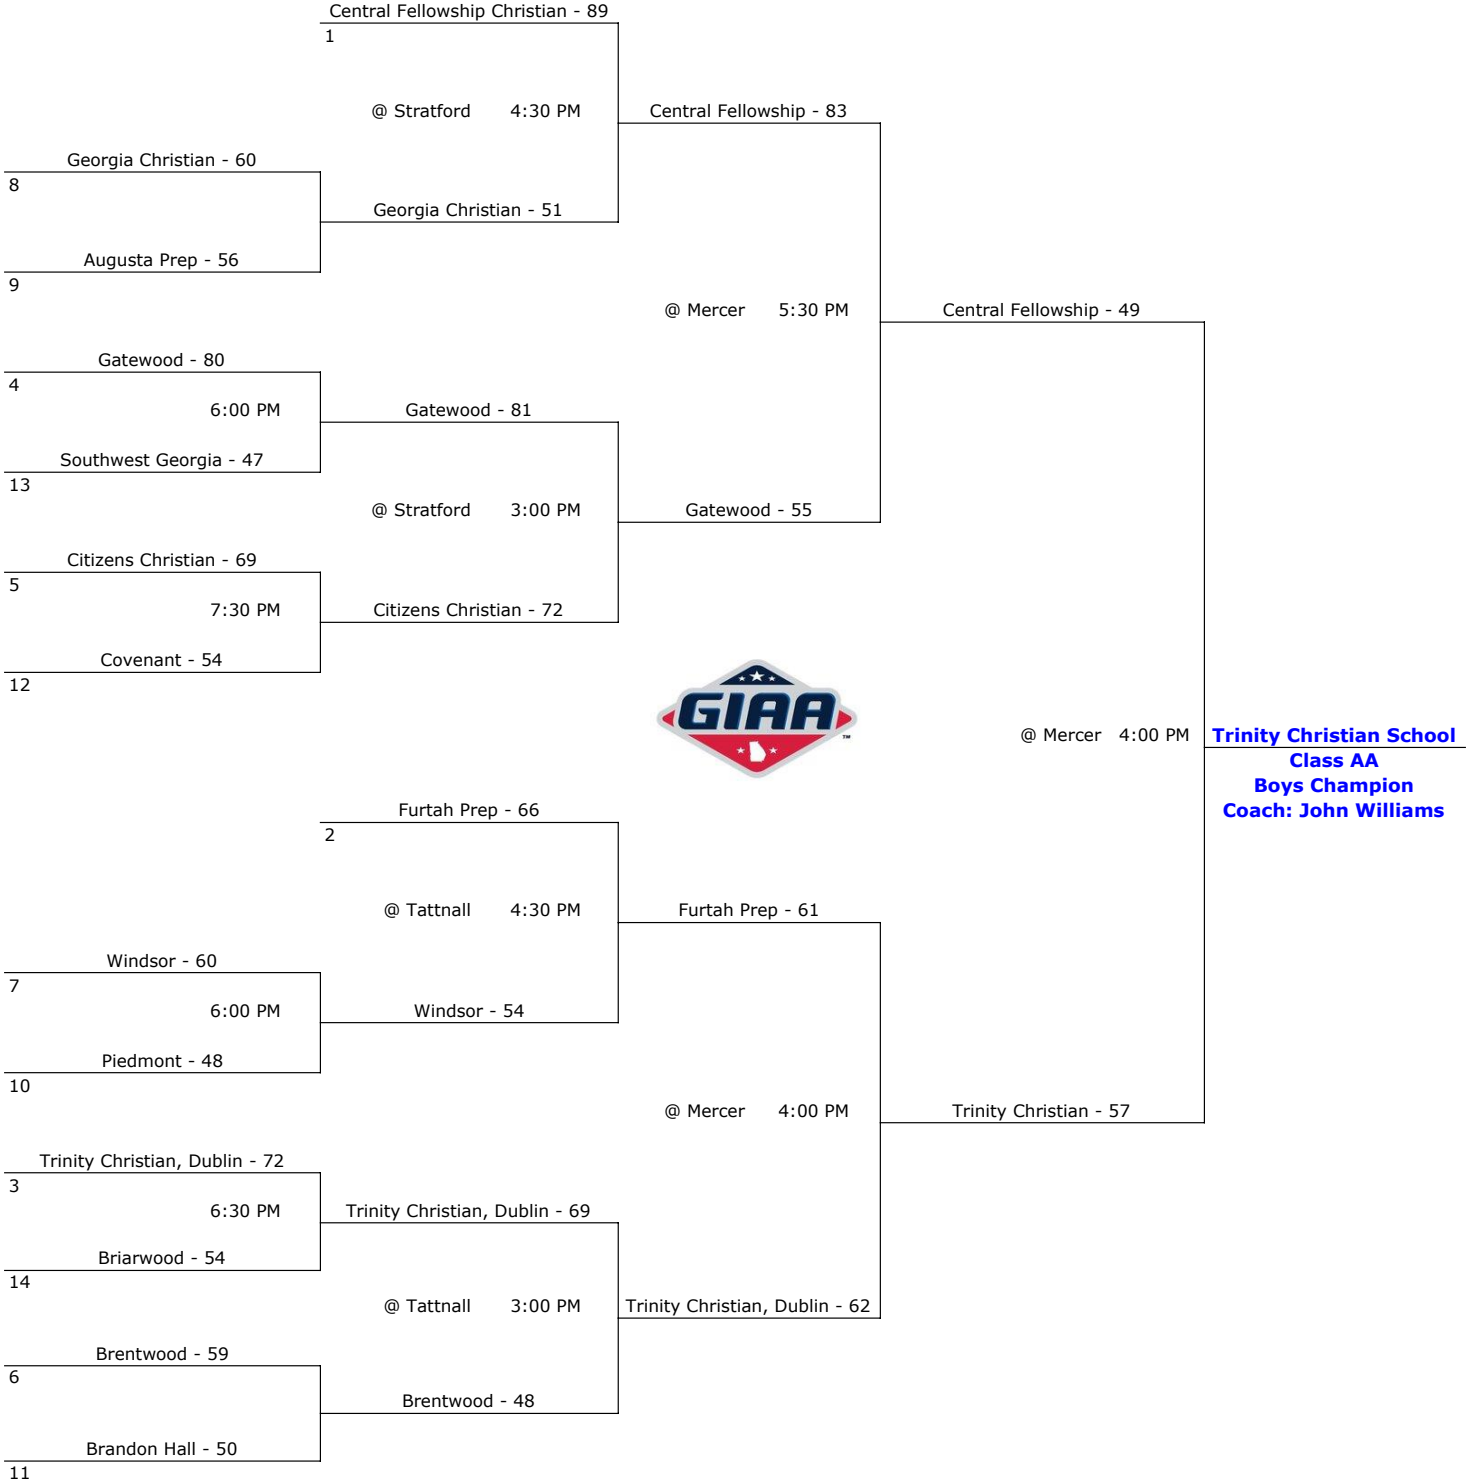 Central Fellowship Christian - 89
1
@ Stratford 4:30 PM
Central Fellowship - 83
Georgia Christian - 60
8
Georgia Christian - 51
Augusta Prep - 56
9
@ Mercer 5:30 PM
Central Fellowship - 49
Gatewood - 80
4
6:00 PM
Gatewood - 81
Southwest Georgia - 47
13
@ Stratford 3:00 PM
Gatewood - 55
Citizens Christian - 69
5
7:30 PM
Citizens Christian - 72
Covenant - 54
12
GIAA
TM
@ Mercer 4:00 PM
Trinity Christian School
Class AA
Boys Champion
Coach: John Williams
Furtah Prep - 66
2
@ Tattnall 4:30 PM
Furtah Prep - 61
Windsor - 60
7
6:00 PM
Windsor - 54
Piedmont - 48
10
@ Mercer 4:00 PM
Trinity Christian - 57
Trinity Christian, Dublin - 72
3
6:30 PM
Trinity Christian, Dublin - 69
Briarwood - 54
14
@ Tattnall 3:00 PM
Trinity Christian, Dublin - 62
Brentwood - 59
6
Brentwood - 48
Brandon Hall - 50
11